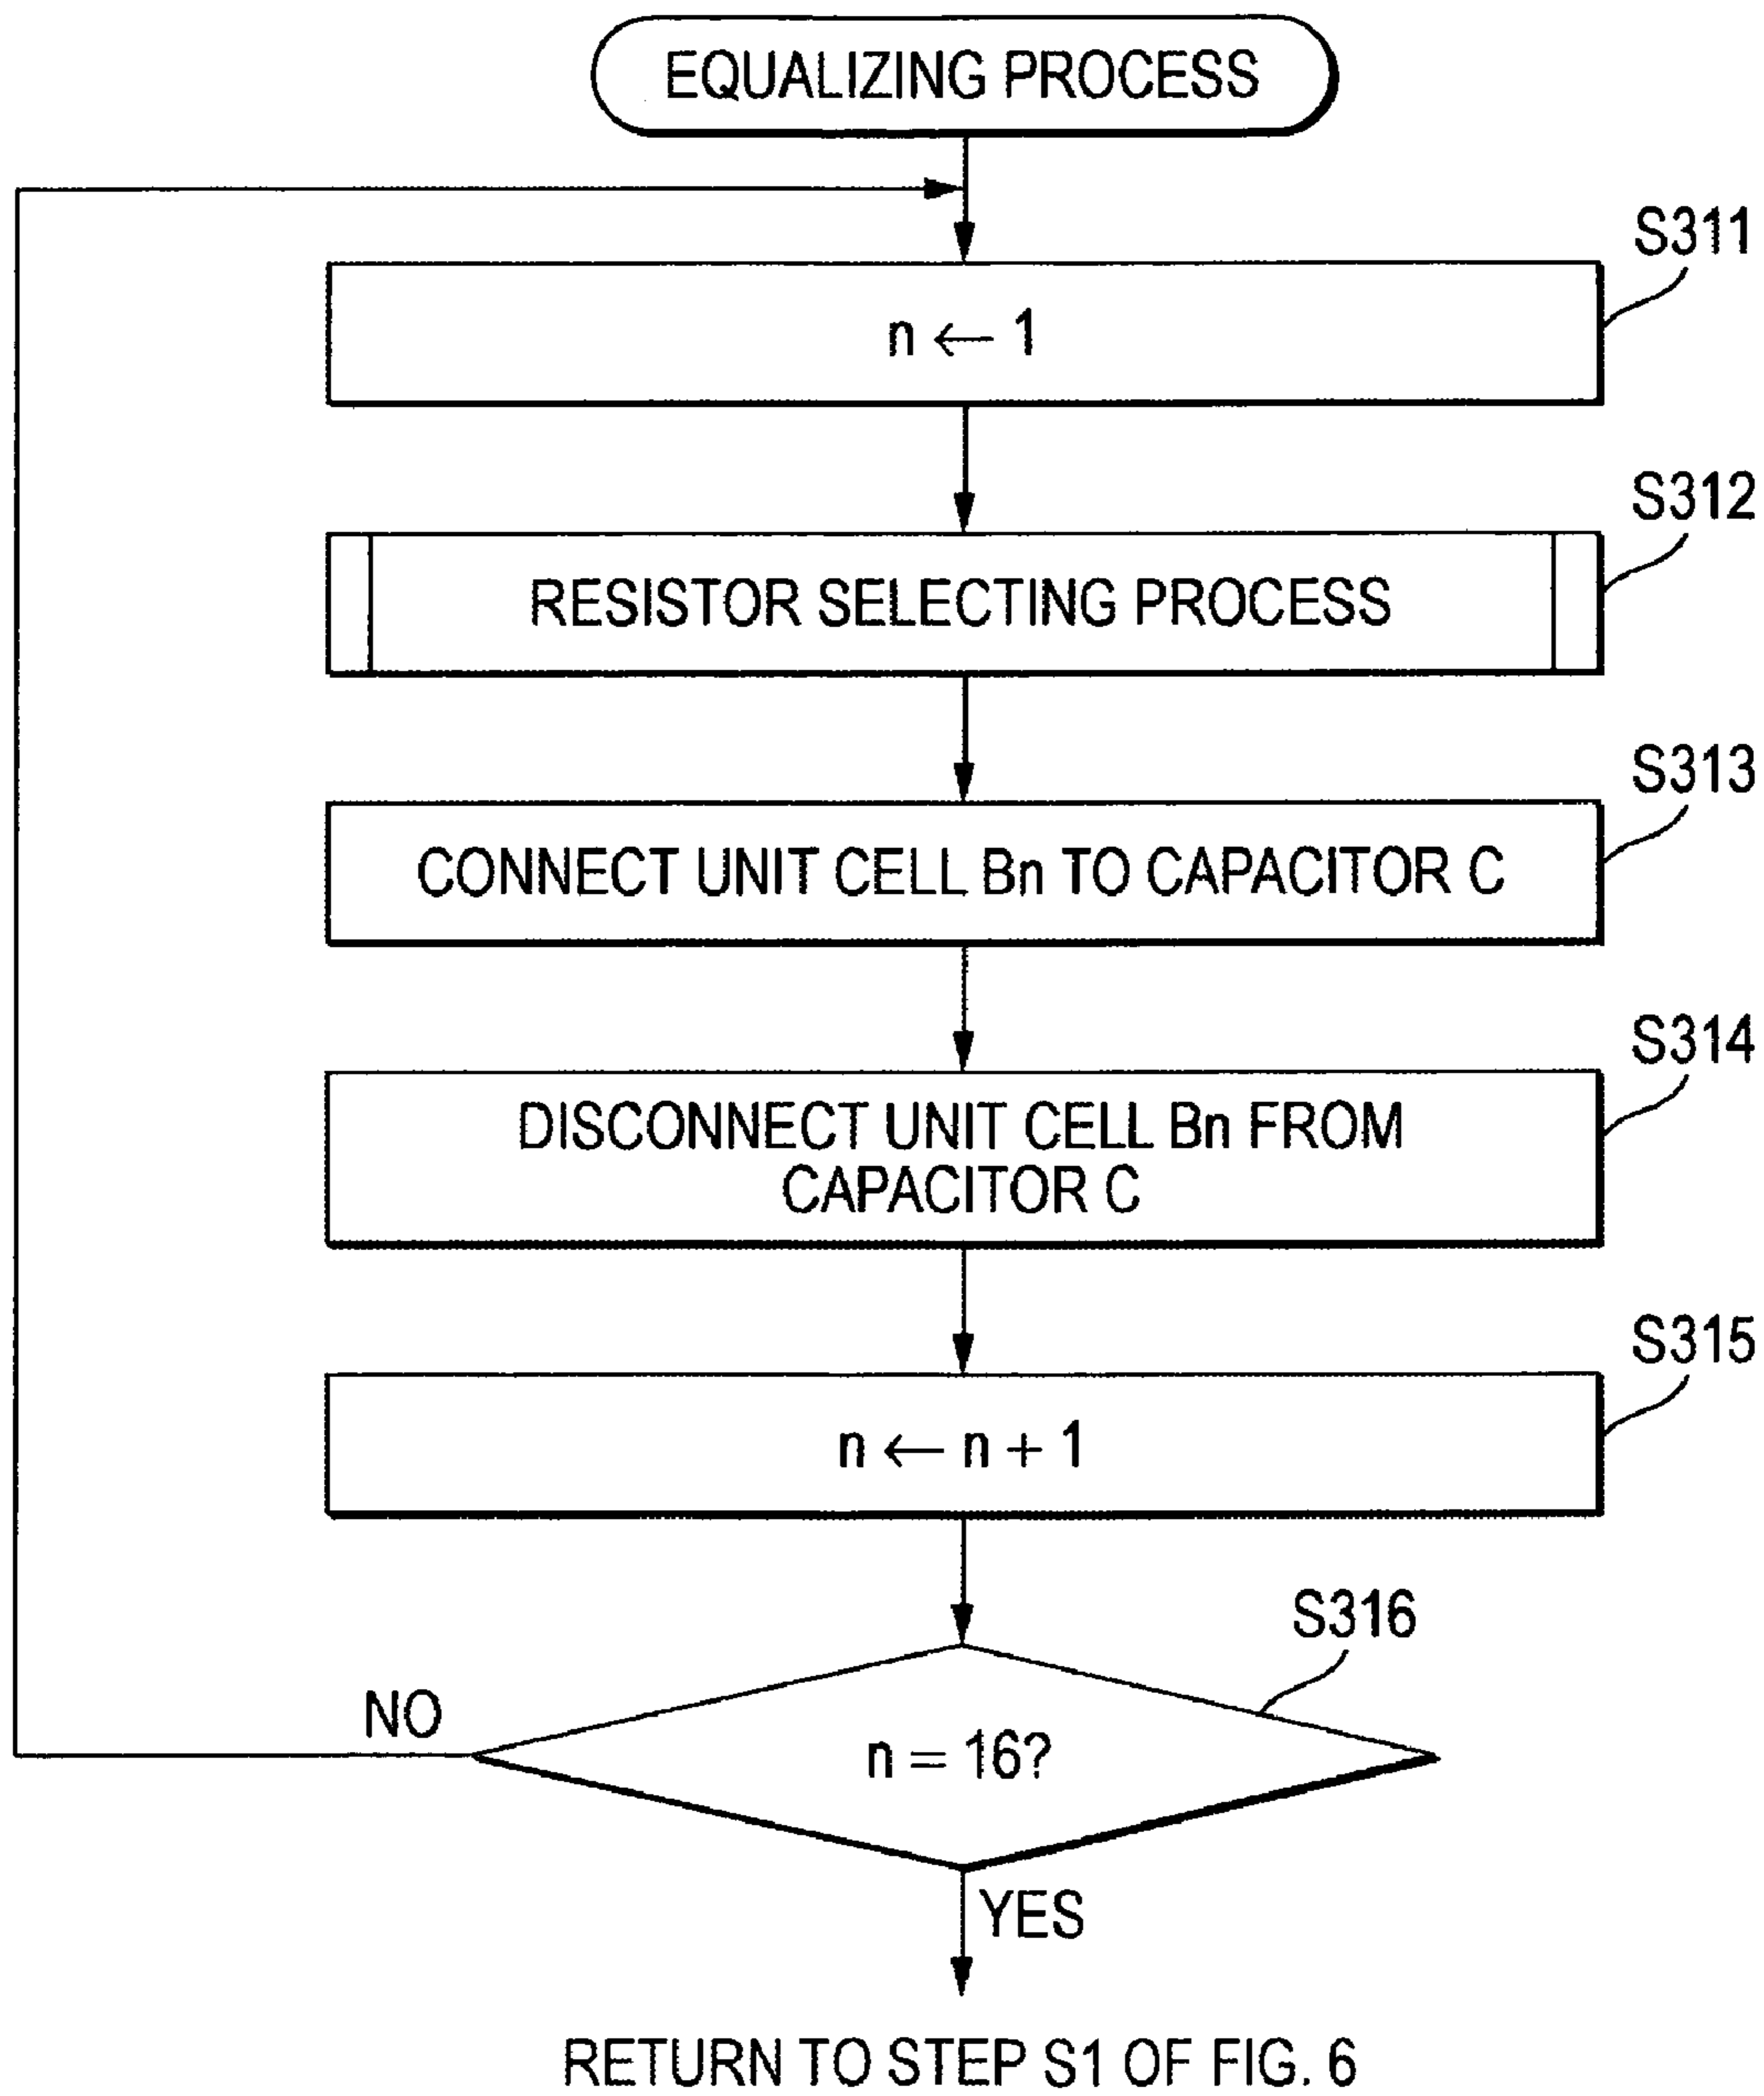 EQUALIZING PROCESS
S311
n ← 1
S312
RESISTOR SELECTING PROCESS
S313
CONNECT UNIT CELL Bn TO CAPACITOR C
S314
DISCONNECT UNIT CELL Bn FROM
CAPACITOR C
S315
n ← n + 1
S316
NO
n = 16?
YES
RETURN TO STEP S1 OF FIG. 6